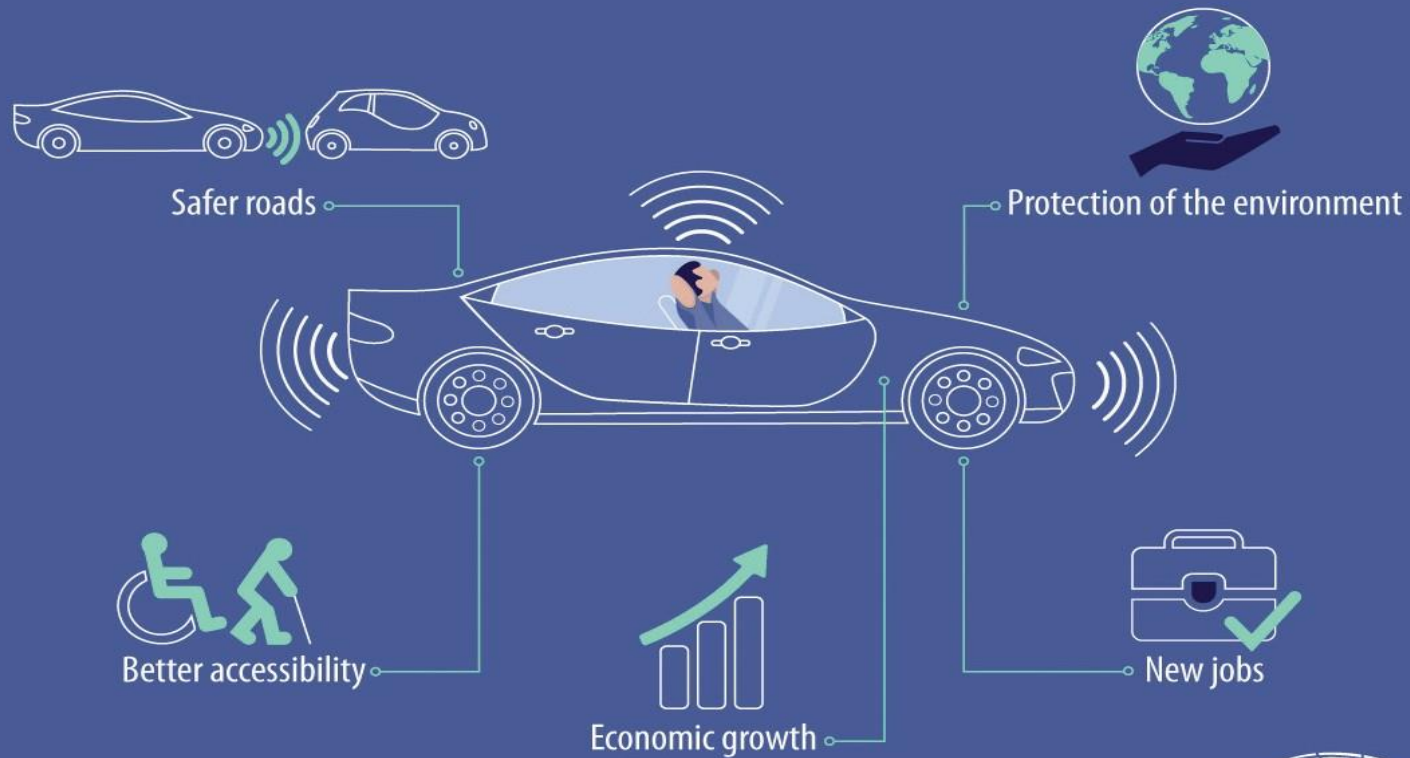 Safer roads
Protection of the environment
Better accessibility
New jobs
Economic growth